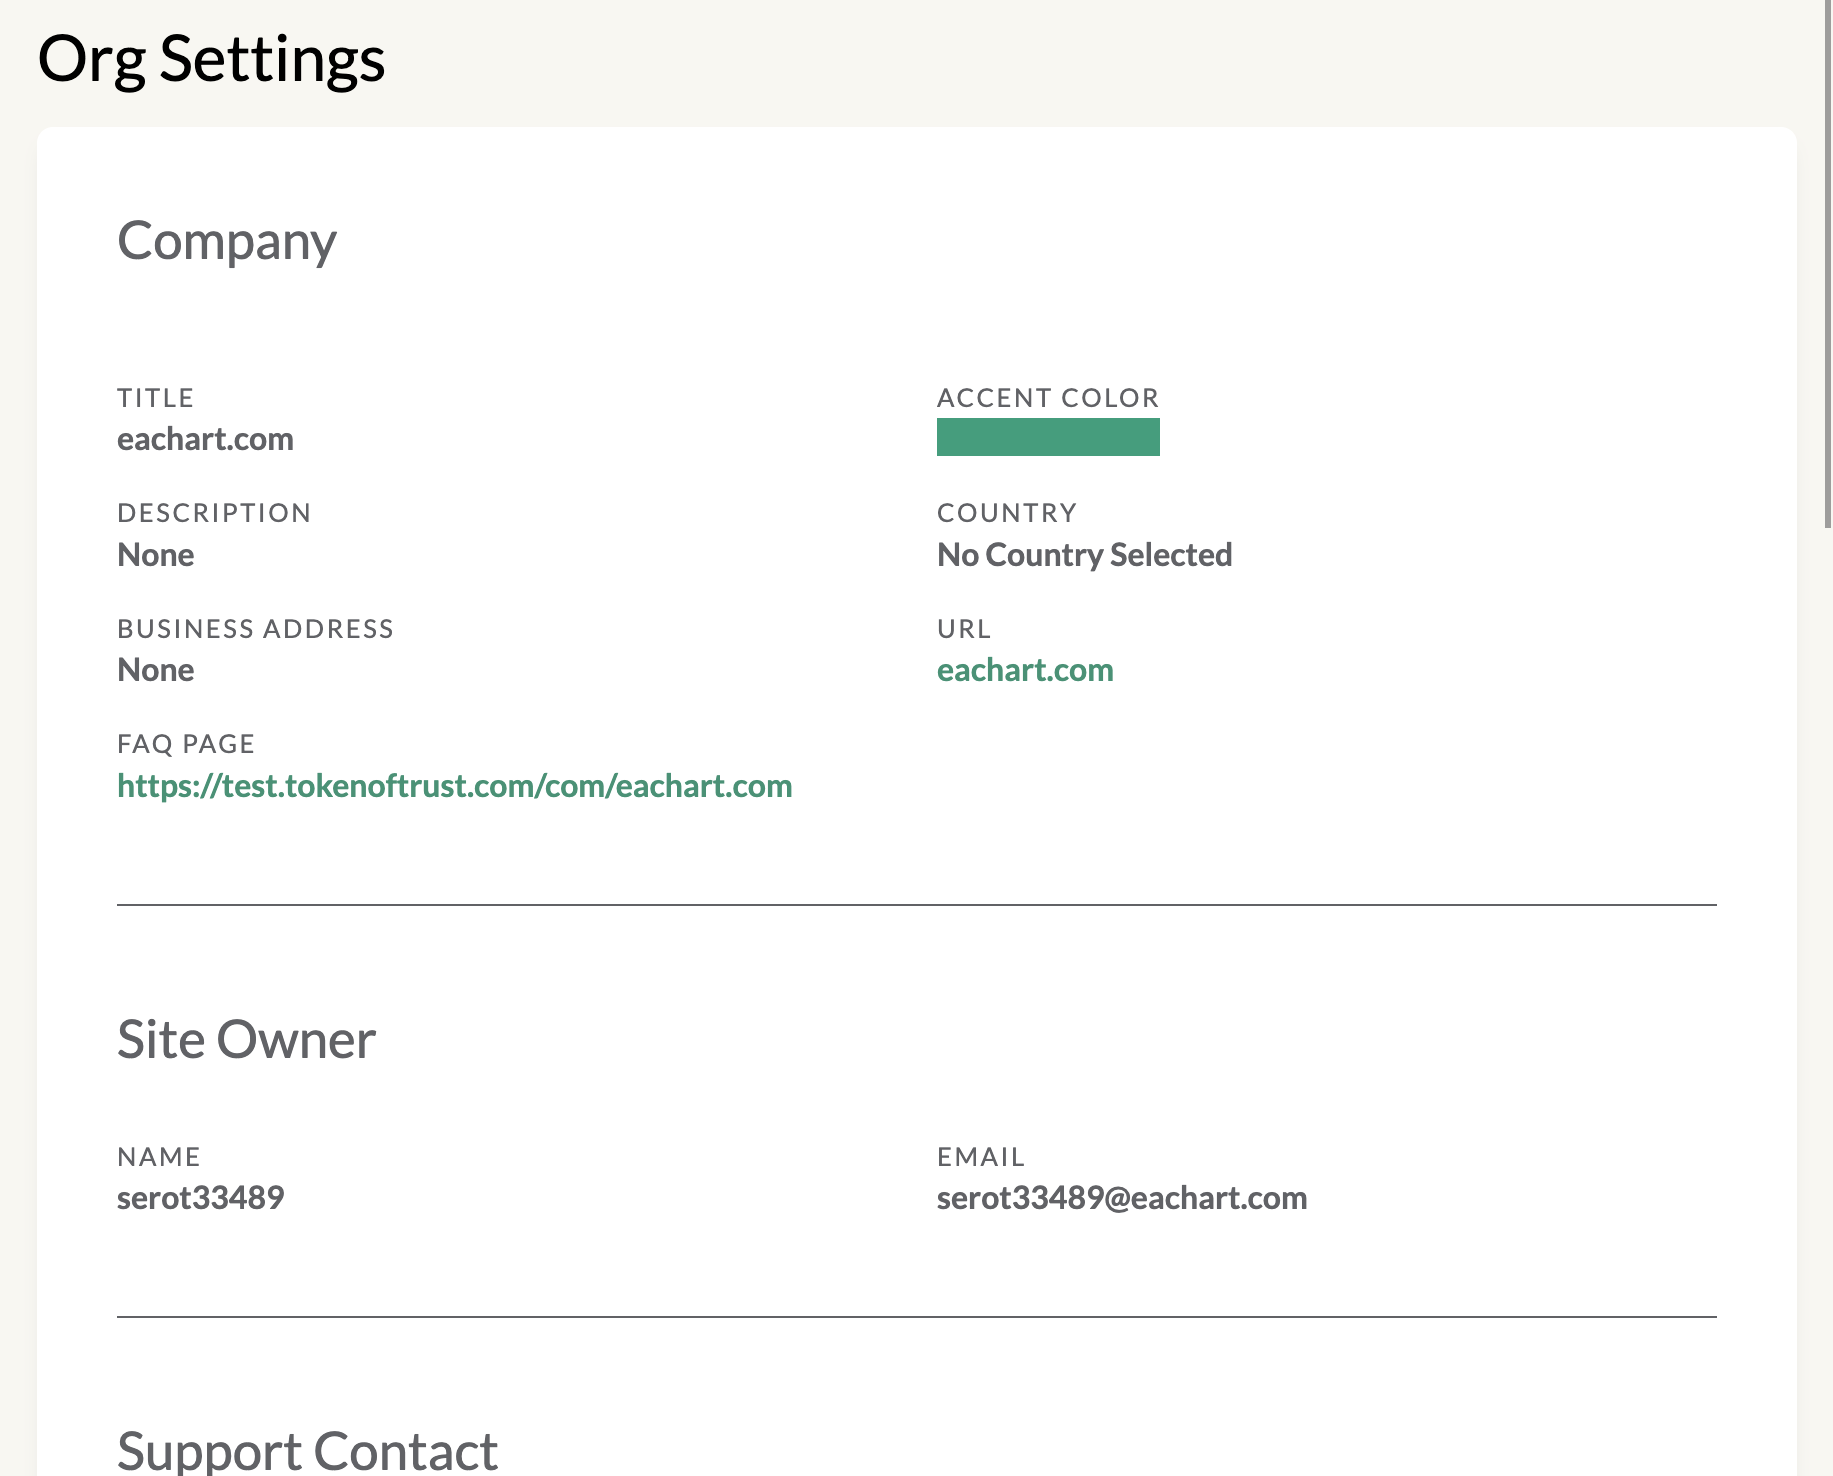 Org Settings
Company
TITLE
eachart.com
ACCENT COLOR
DESCRIPTION
None
COUNTRY
No Country Selected
BUSINESS ADDRESS
None
URL
eachart.com
FAQ PAGE
https://test.tokenoftrust.com/com/eachart.com
Site Owner
NAME
serot33489
EMAIL
serot33489@eachart.com
Support Contact